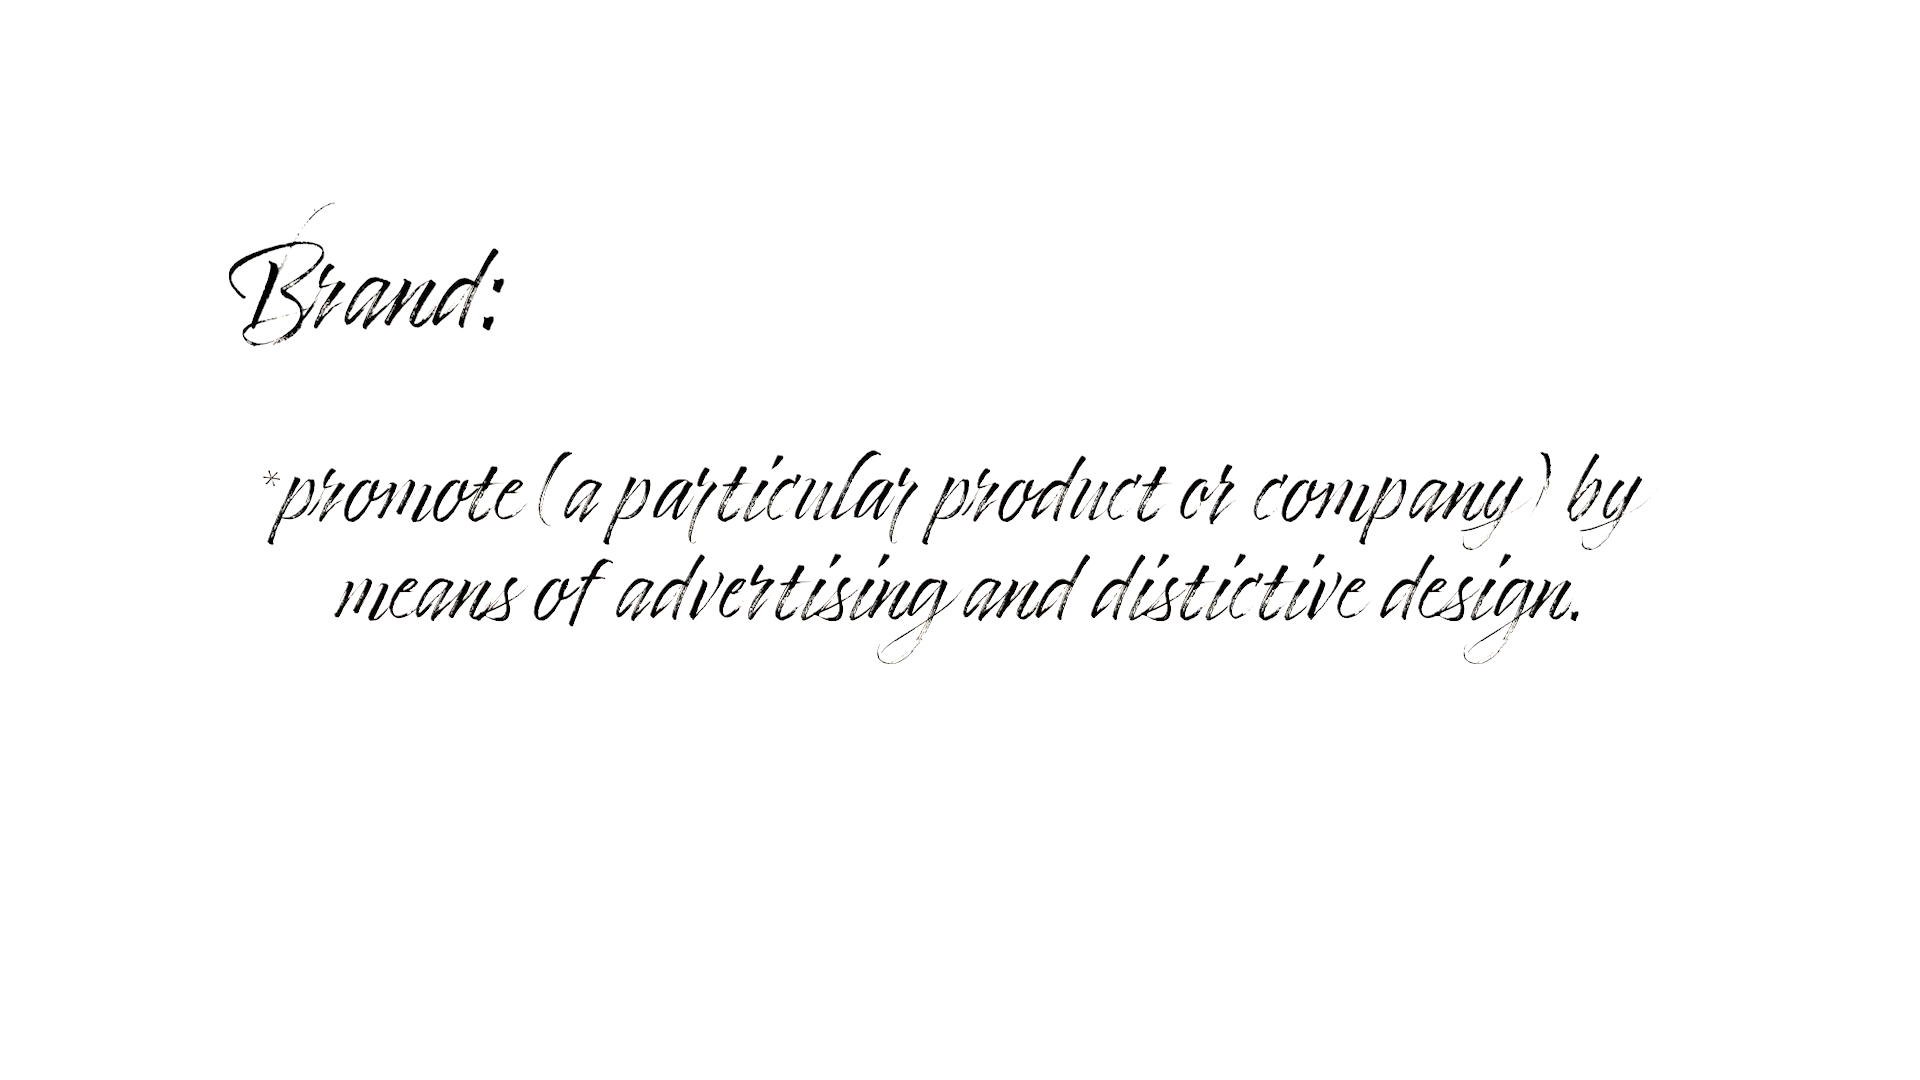 Brand:
*promote (a particular product or company) by
means of advertising and distictive design.